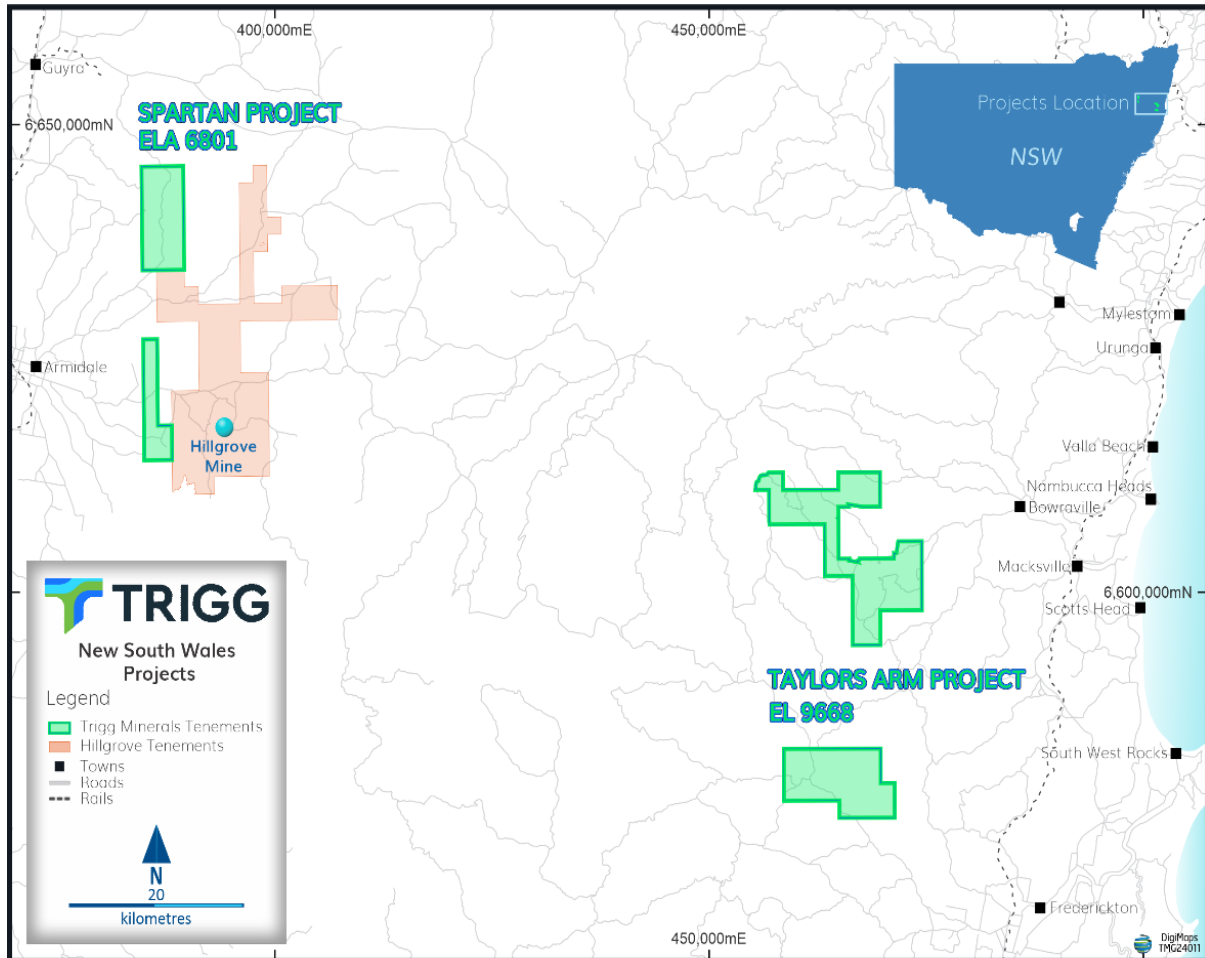 400,000mE
450,000mE
Guyra
6,650,000mN
SPARTAN PROJECT
ELA 6801
Projects Location
NSW
Mylestom
Urunga
Armidale
Hillgrove
Mine
Valla Beach
Nambucca Heads
Bowraville
Macksville
6,600,000mN
Scotts Head
TRIGG
New South Wales
Projects
Legend
Trigg Minerals Tenements
Hillgrove Tenements
Towns
Roads
Rails
N
20
kilometres
TAYLORS ARM PROJECT
EL 9668
South West Rocks
Frederickton
450,000mE
DigiMaps
TMG24011